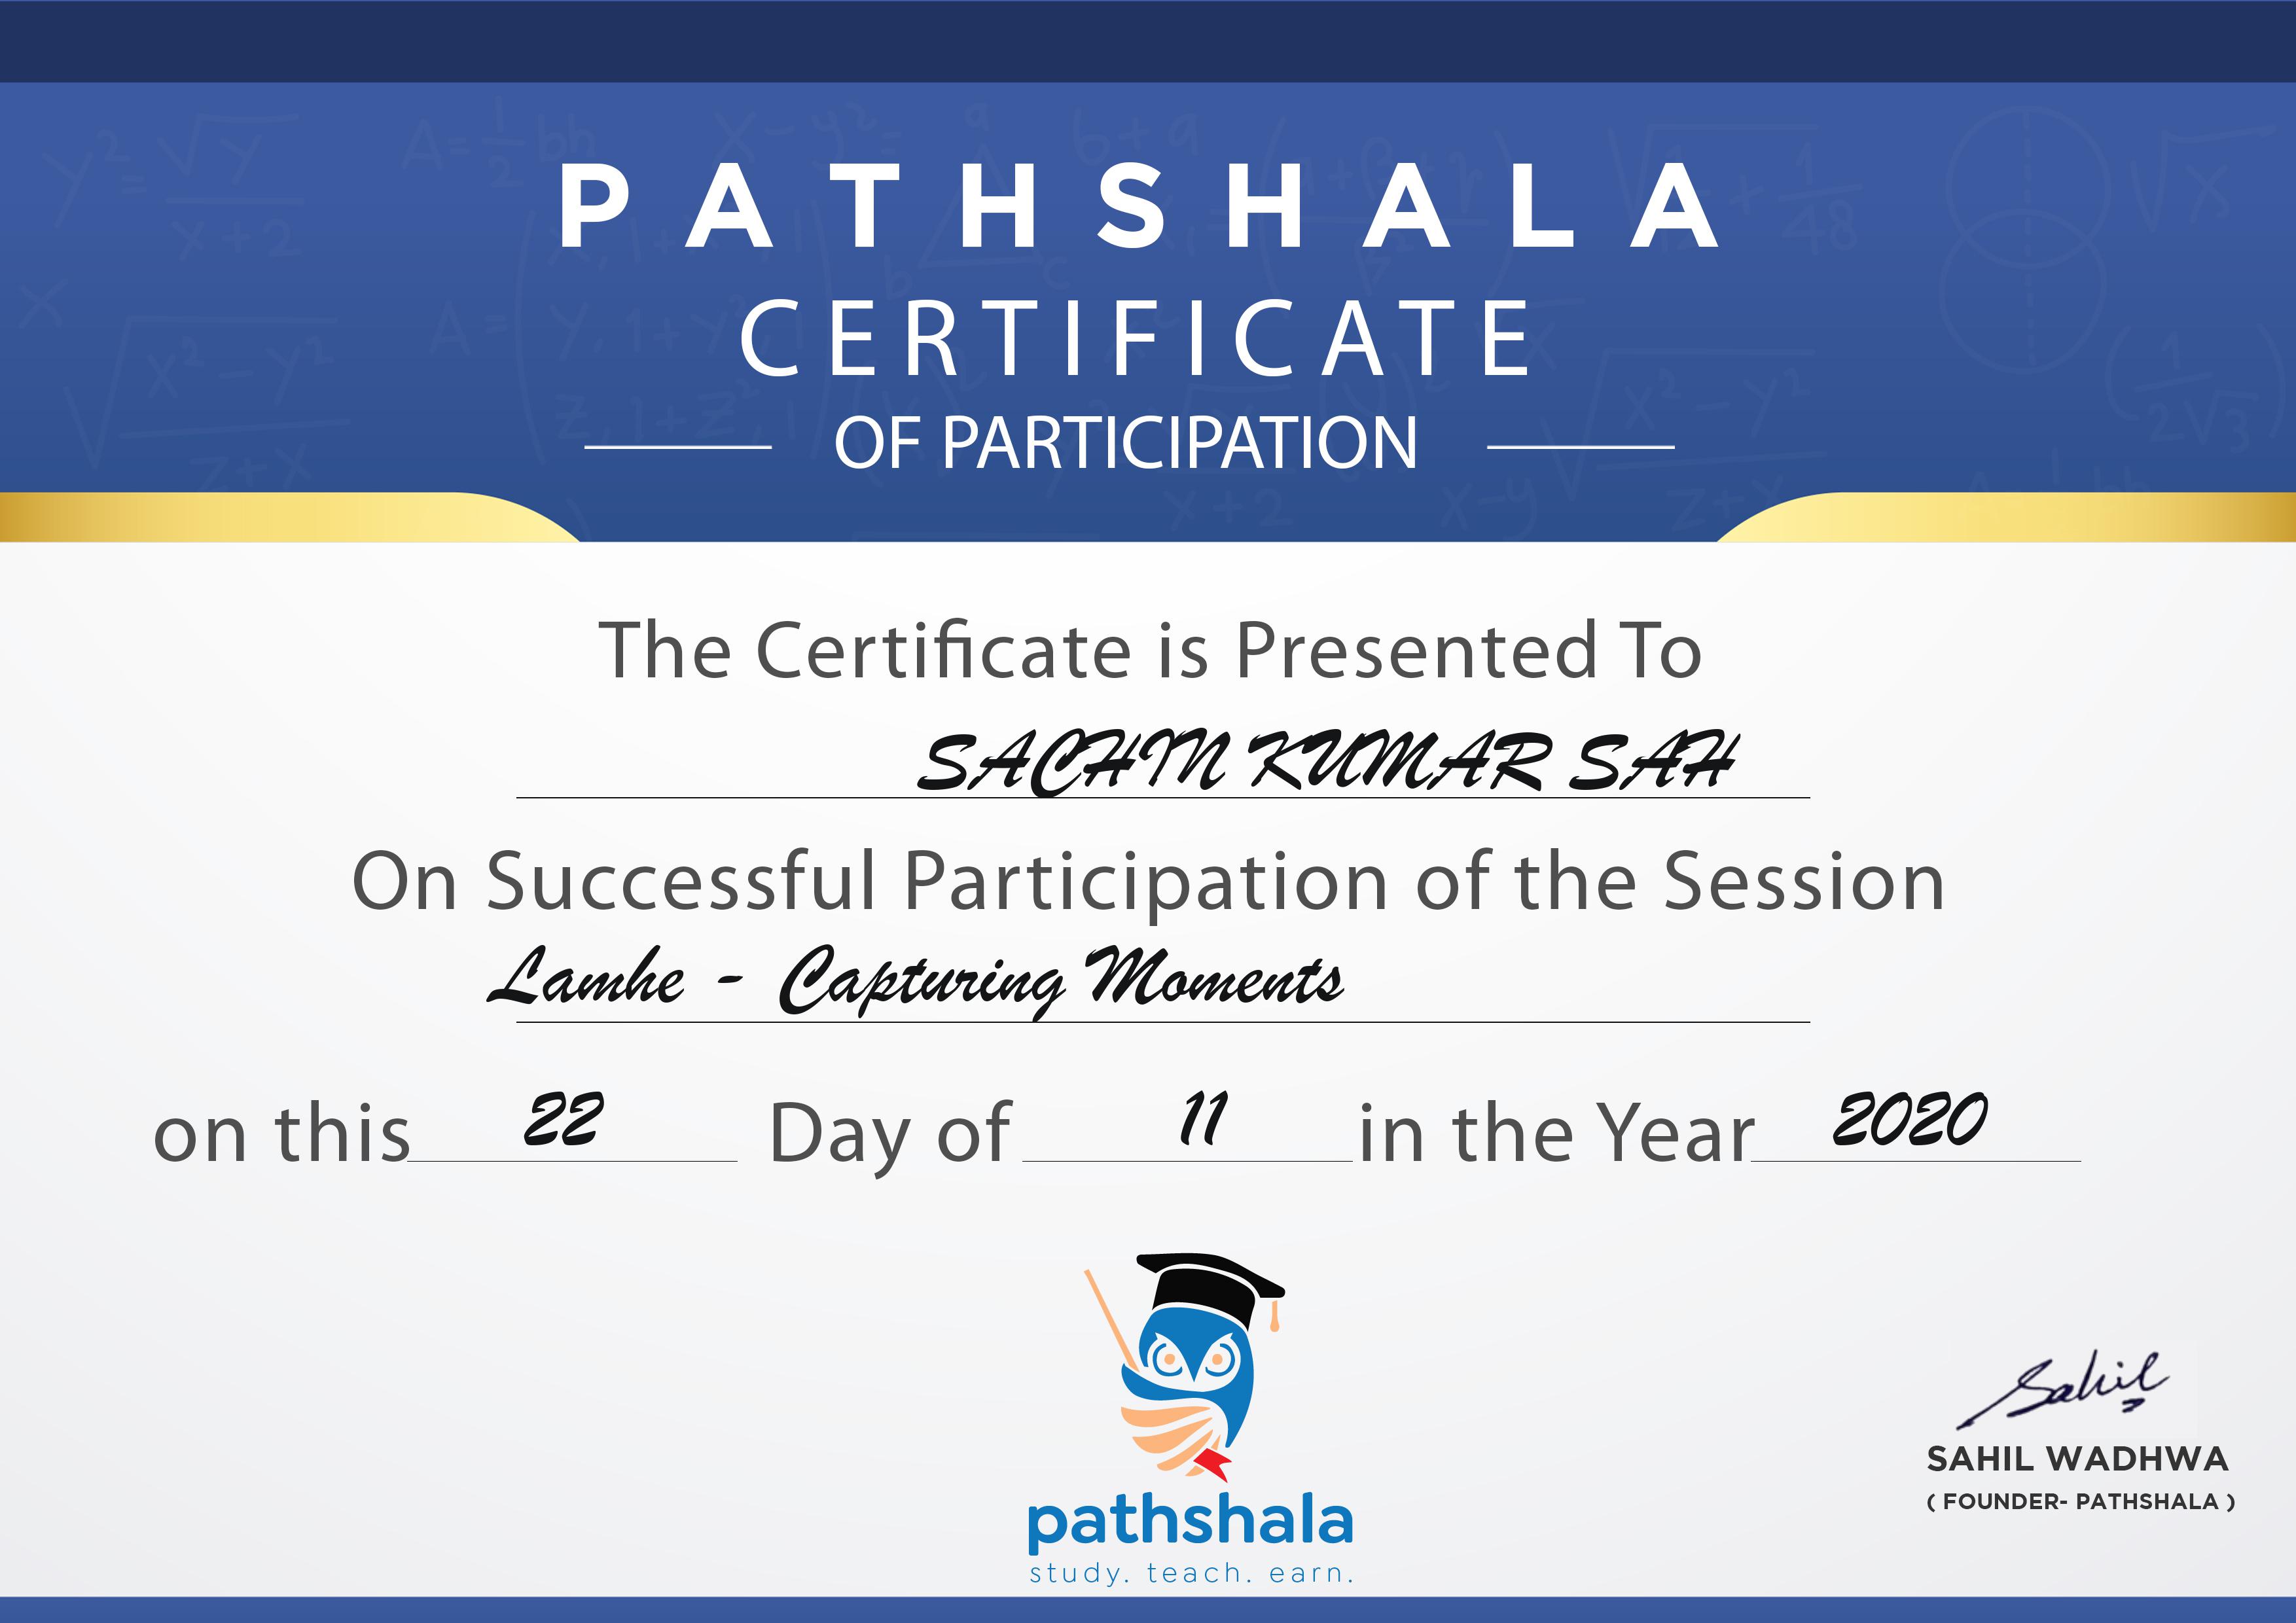 PATHSHALA
CERTIFICATE
OF PARTICIPATION
The Certificate is Presented To
SACHIN KUMAR SAH
On Successful Participation of the Session
Lamhe - Capturing Moments
on this 22 Day of 11 in the Year 2020
Sahil
SAHIL WADHWA
( FOUNDER- PATHSHALA )
pathshala
study. teach. earn.